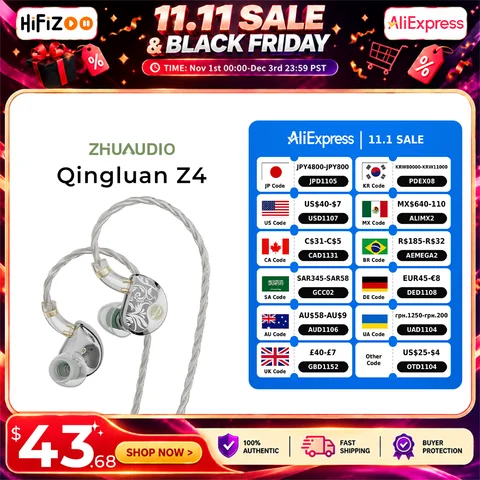 HiFiZOO
11.11 SALE
& BLACK FRIDAY
AliExpress
TIME: Nov 1st 00:00-Dec 3rd 23:59 PST
ZHUAUDIO
Qingluan Z4
AliExpress | 11.1 SALE
JP Code
JPY4800-JPY800
JPD1105
KR Code
KRW80000-KRW11000
PDEX08
US Code
US$40-$7
USD1107
MX Code
MX$640-110
ALIMX2
CA Code
C$31-C$5
CAD1131
BR Code
R$185-R$32
AEMEGA2
SA Code
SAR345-SAR58
GCC02
DE Code
EUR45-€8
DED1108
AU Code
AU$58-AU$9
AUD1106
UA Code
грн.1250-грн.200
UAD1104
UK Code
£40-£7
GBD1152
Other
Code
US$25-$4
OTD1104
$43.68
SHOP NOW >
100%
AUTHENTIC
FAST
SHIPPING
BUYER
PROTECTION